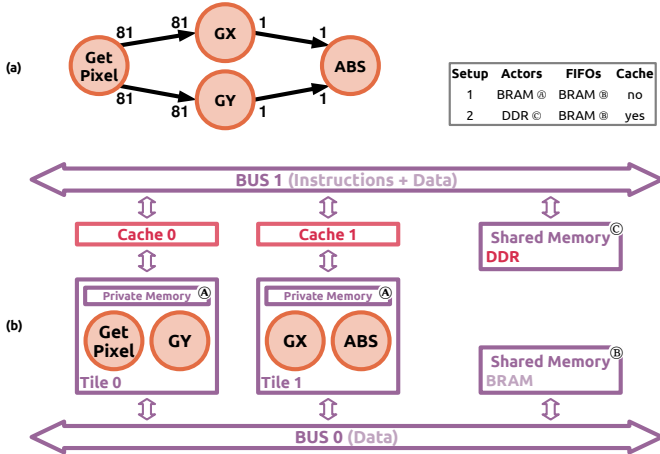 81 81 GX 1 1
(a) Get Pixel ABS
81 81 GY 1 1
Setup Actors FIFOs Cache
1 BRAM Ⓐ BRAM Ⓑ no
2 DDR Ⓒ BRAM Ⓑ yes
BUS 1 (Instructions + Data)
Cache 0 Cache 1
Shared Memory Ⓒ
DDR
Private Memory Ⓐ Private Memory Ⓐ
(b)
Get
Pixel GY GX ABS
Tile 0 Tile 1
Shared Memory Ⓑ
BRAM
BUS 0 (Data)